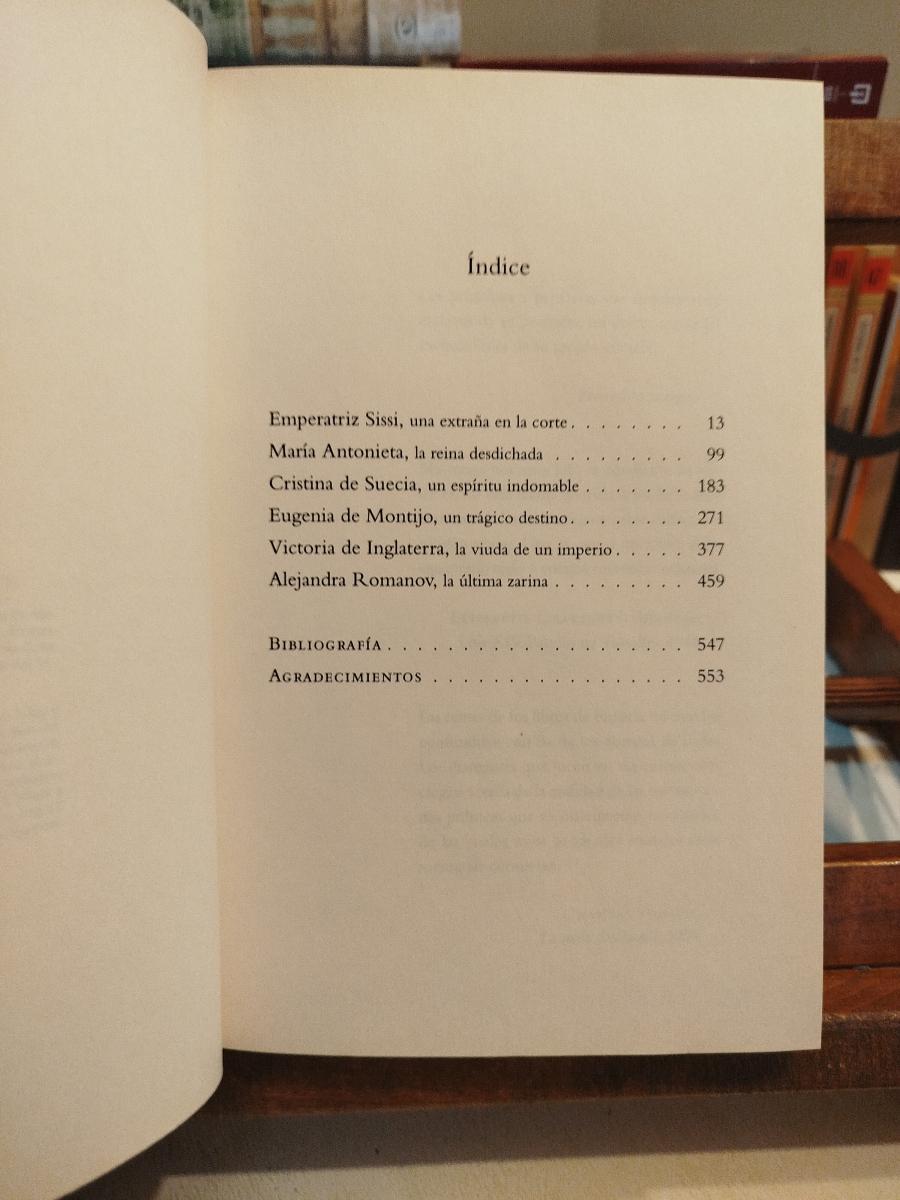 Índice
Emperatriz Sissi, una extraña en la corte . . . . . . . . 13
María Antonieta, la reina desdichada . . . . . . . . . 99
Cristina de Suecia, un espíritu indomable . . . . . . . 183
Eugenia de Montijo, un trágico destino . . . . . . . . 271
Victoria de Inglaterra, la viuda de un imperio . . . . . 377
Alejandra Romanov, la última zarina . . . . . . . . . 459
BIBLIOGRAFÍA . . . . . . . . . . . . . . . . . . . . 547
AGRADECIMIENTOS . . . . . . . . . . . . . . . . . 553